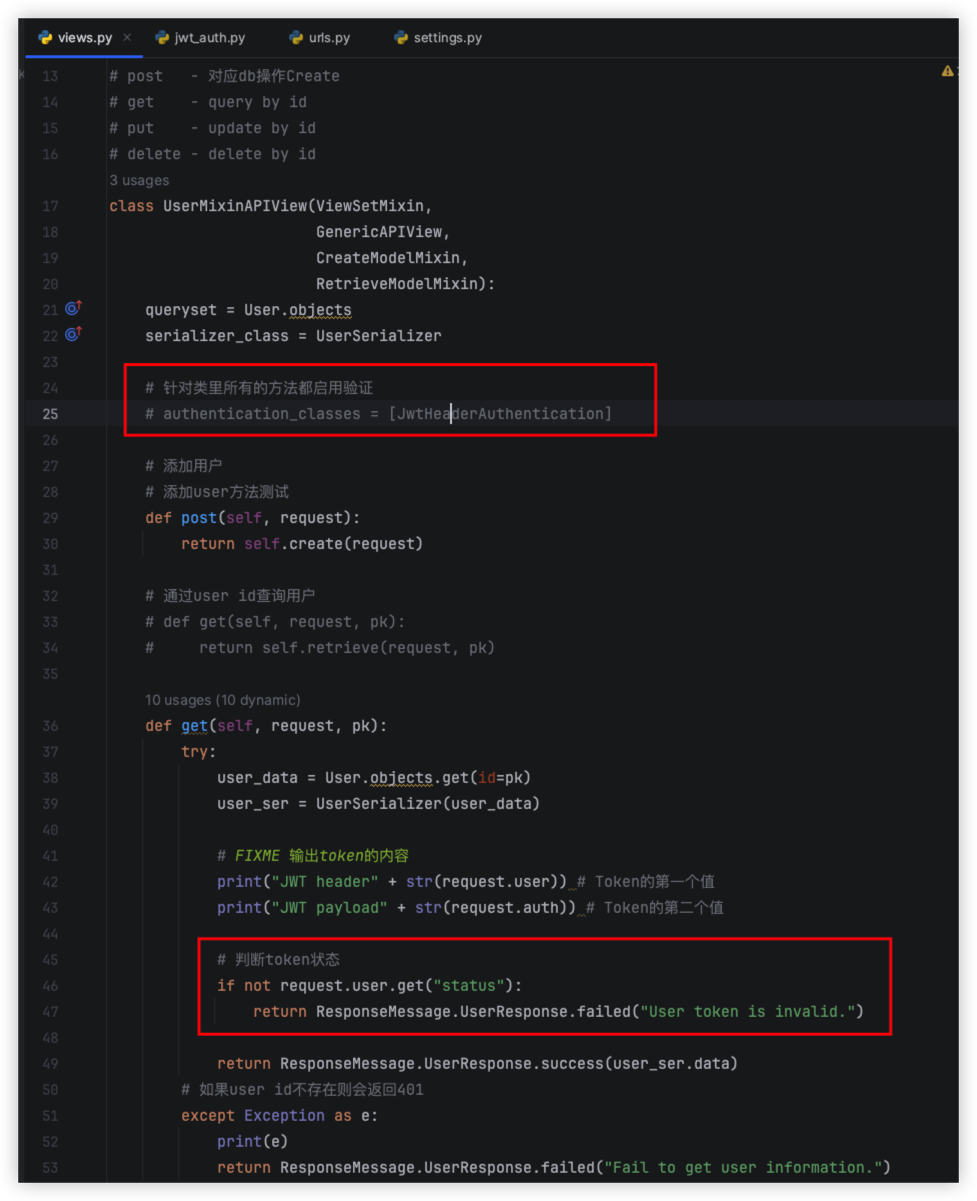 views.py × jwt_auth.py urls.py settings.py
13 # post   - 对应db操作Create
14 # get    - query by id
15 # put    - update by id
16 # delete - delete by id
3 usages
17 class UserMixinAPIView(ViewSetMixin,
18 GenericAPIView,
19 CreateModelMixin,
20 RetrieveModelMixin):
21 queryset = User.objects
22 serializer_class = UserSerializer
23
24 # 针对类里所有的方法都启用验证
25 # authentication_classes = [JwtHeaderAuthentication]
26
27 # 添加用户
28 # 添加user方法测试
29 def post(self, request):
30 return self.create(request)
31
32 # 通过user id查询用户
33 # def get(self, request, pk):
34 #     return self.retrieve(request, pk)
35
10 usages (10 dynamic)
36 def get(self, request, pk):
37 try:
38 user_data = User.objects.get(id=pk)
39 user_ser = UserSerializer(user_data)
40
41 # FIXME 输出token的内容
42 print("JWT header" + str(request.user)) # Token的第一个值
43 print("JWT payload" + str(request.auth)) # Token的第二个值
44
45 # 判断token状态
46 if not request.user.get("status"):
47 return ResponseMessage.UserResponse.failed("User token is invalid.")
48
49 return ResponseMessage.UserResponse.success(user_ser.data)
50 # 如果user id不存在则会返回401
51 except Exception as e:
52 print(e)
53 return ResponseMessage.UserResponse.failed("Fail to get user information.")